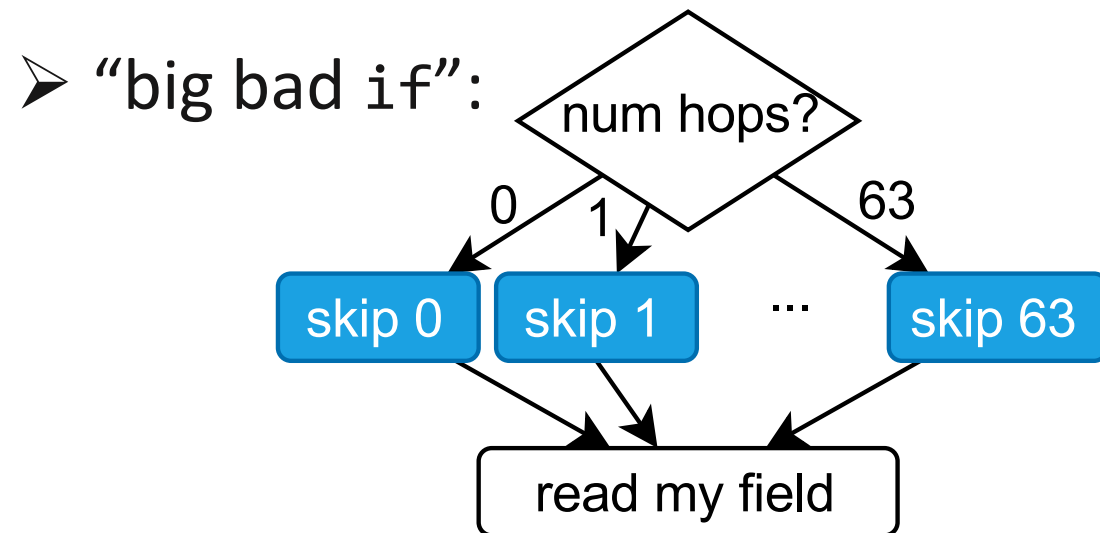 ➢ “big bad if”:
num hops?
0 1 63
skip 0 skip 1 ... skip 63
read my field